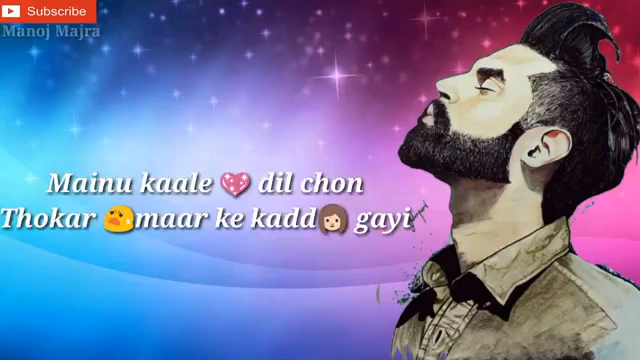 Subscribe
Manoj Majra
Mainu kaale 💖 dil chon
Thokar 😧maar ke kadd👩🏻 gayi